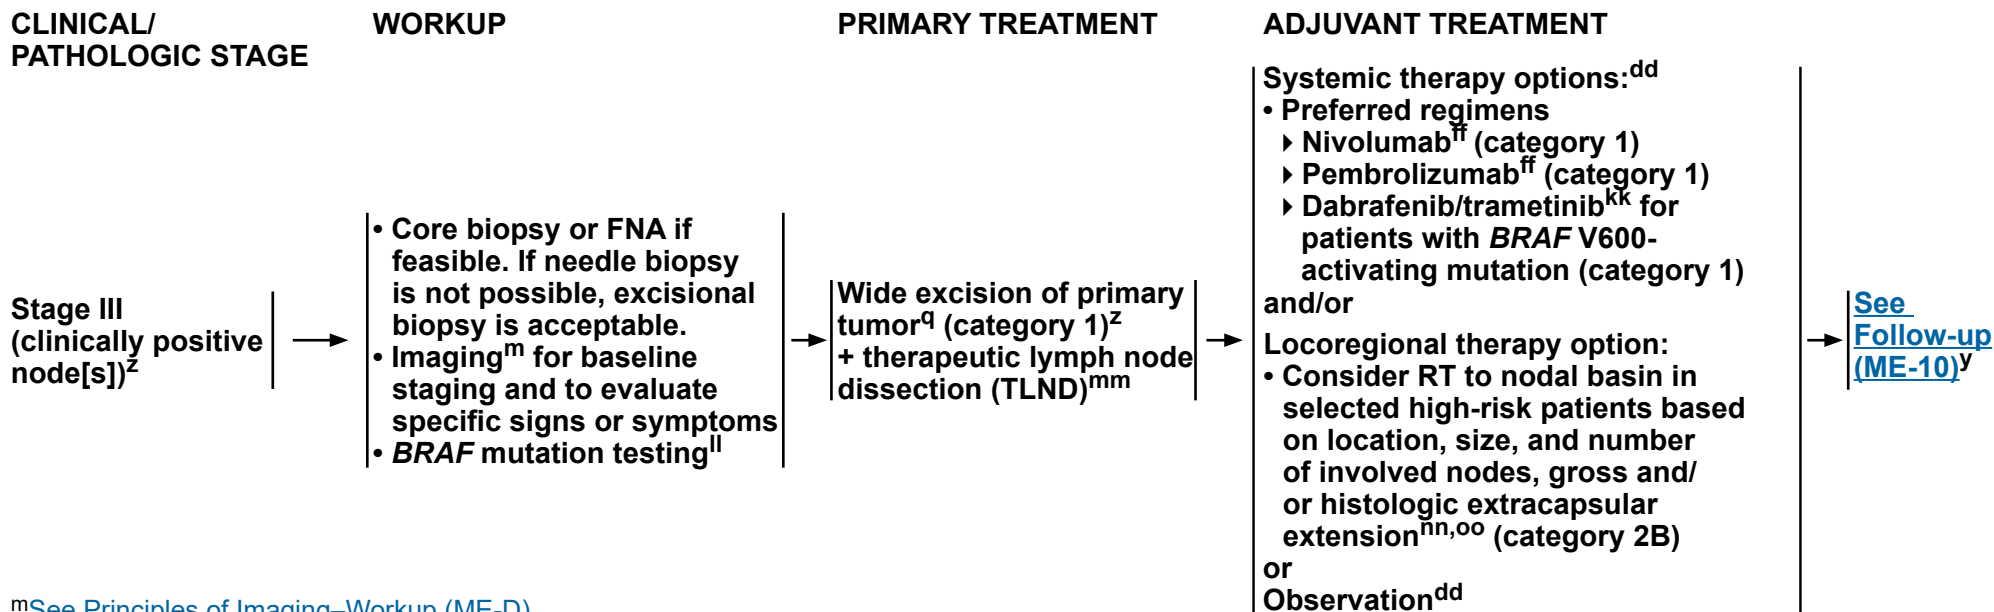 CLINICAL/
PATHOLOGIC STAGE
WORKUP
PRIMARY TREATMENT
ADJUVANT TREATMENT
Stage III
(clinically positive
node[s])z
• Core biopsy or FNA if
feasible. If needle biopsy
is not possible, excisional
biopsy is acceptable.
• Imagingm for baseline
staging and to evaluate
specific signs or symptoms
• BRAF mutation testingll
Wide excision of primary
tumorq (category 1)z
+ therapeutic lymph node
dissection (TLND)mm
Systemic therapy options:dd
• Preferred regimens
Nivolumabff (category 1)
Pembrolizumabff (category 1)
Dabrafenib/trametinibkk for
patients with BRAF V600-
activating mutation (category 1)
and/or
Locoregional therapy option:
• Consider RT to nodal basin in
selected high-risk patients based
on location, size, and number
of involved nodes, gross and/
or histologic extracapsular
extensionnn,oo (category 2B)
or
Observationdd
See
Follow-up
(ME-10)y
mSee Principles of Imaging–Workup (ME-D)